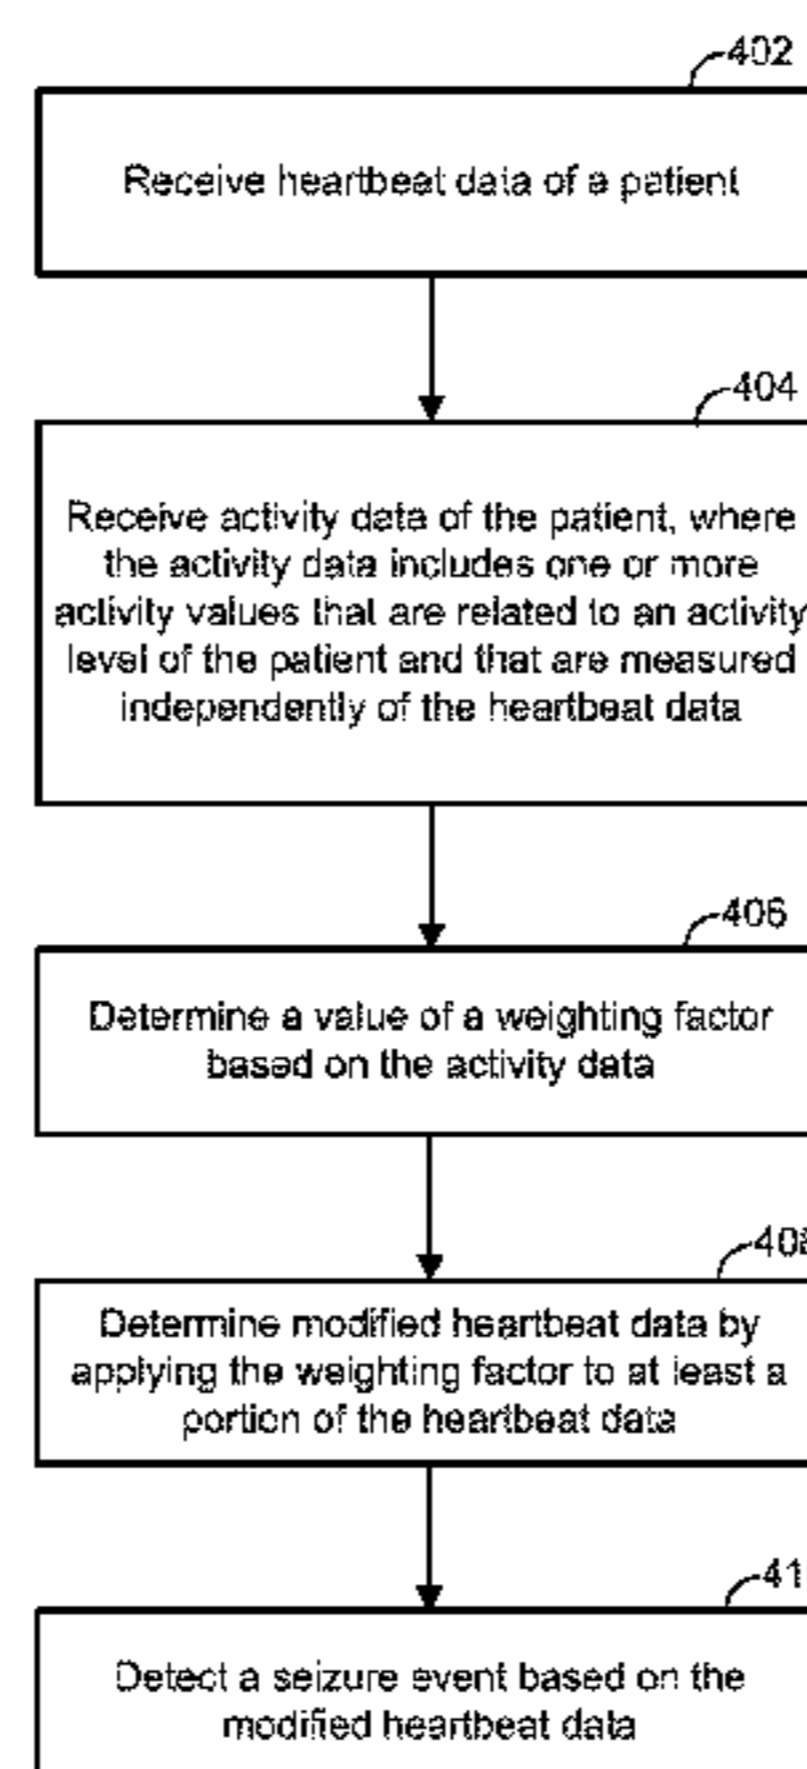 402
Receive heartbeat data of a patient
404
Receive activity data of the patient, where
the activity data includes one or more
activity values that are related to an activity
level of the patient and that are measured
independently of the heartbeat data
406
Determine a value of a weighting factor
based on the activity data
Determine modified heartbeat data by
applying the weighting factor to at least a
portion of the heartbeat data
Detect a seizure event based on the
modified heartbeat data